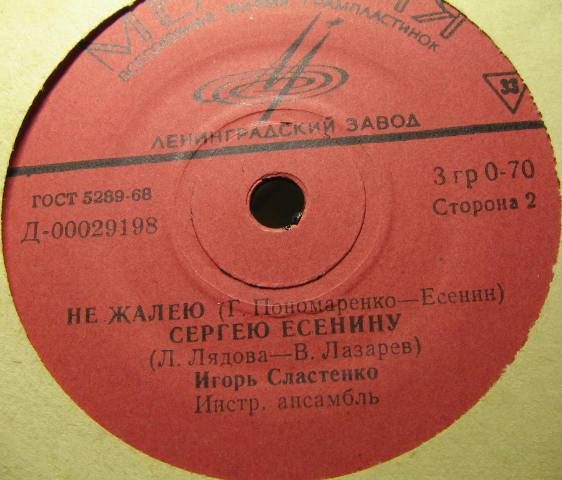 ВСЕСОЮЗНАЯ ФИРМА ГРАМПЛАСТИНОК
33
ЛЕНИНГРАДСКИЙ ЗАВОД
ГОСТ 5289-68
3 гр 0-70
Д-00029198
Сторона 2
НЕ ЖАЛЕЮ (Г. Пономаренко—Есенин)
СЕРГЕЮ ЕСЕНИНУ
(Л. Лядова—В. Лазарев)
Игорь Сластенко
Инстр. ансамбль